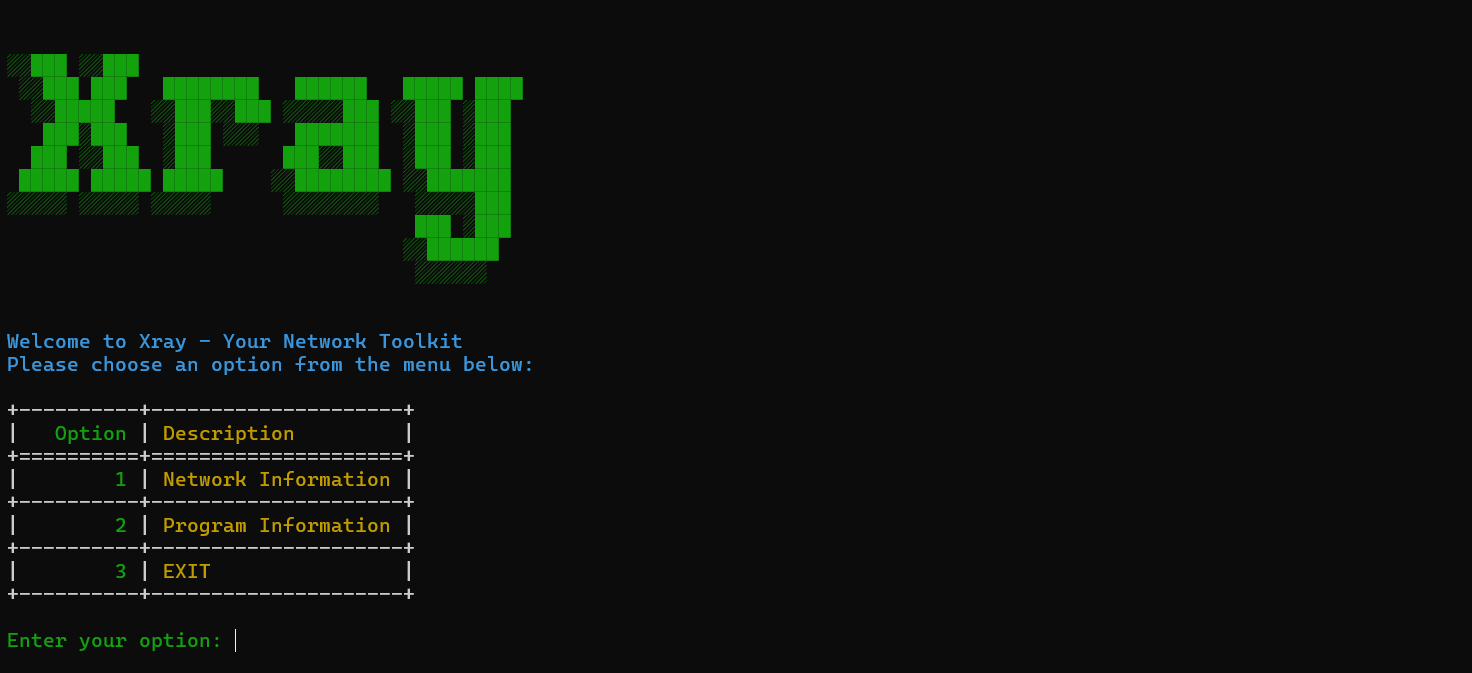 Xray
Welcome to Xray - Your Network Toolkit
Please choose an option from the menu below:
Option | Description
1 | Network Information
2 | Program Information
3 | EXIT
Enter your option: